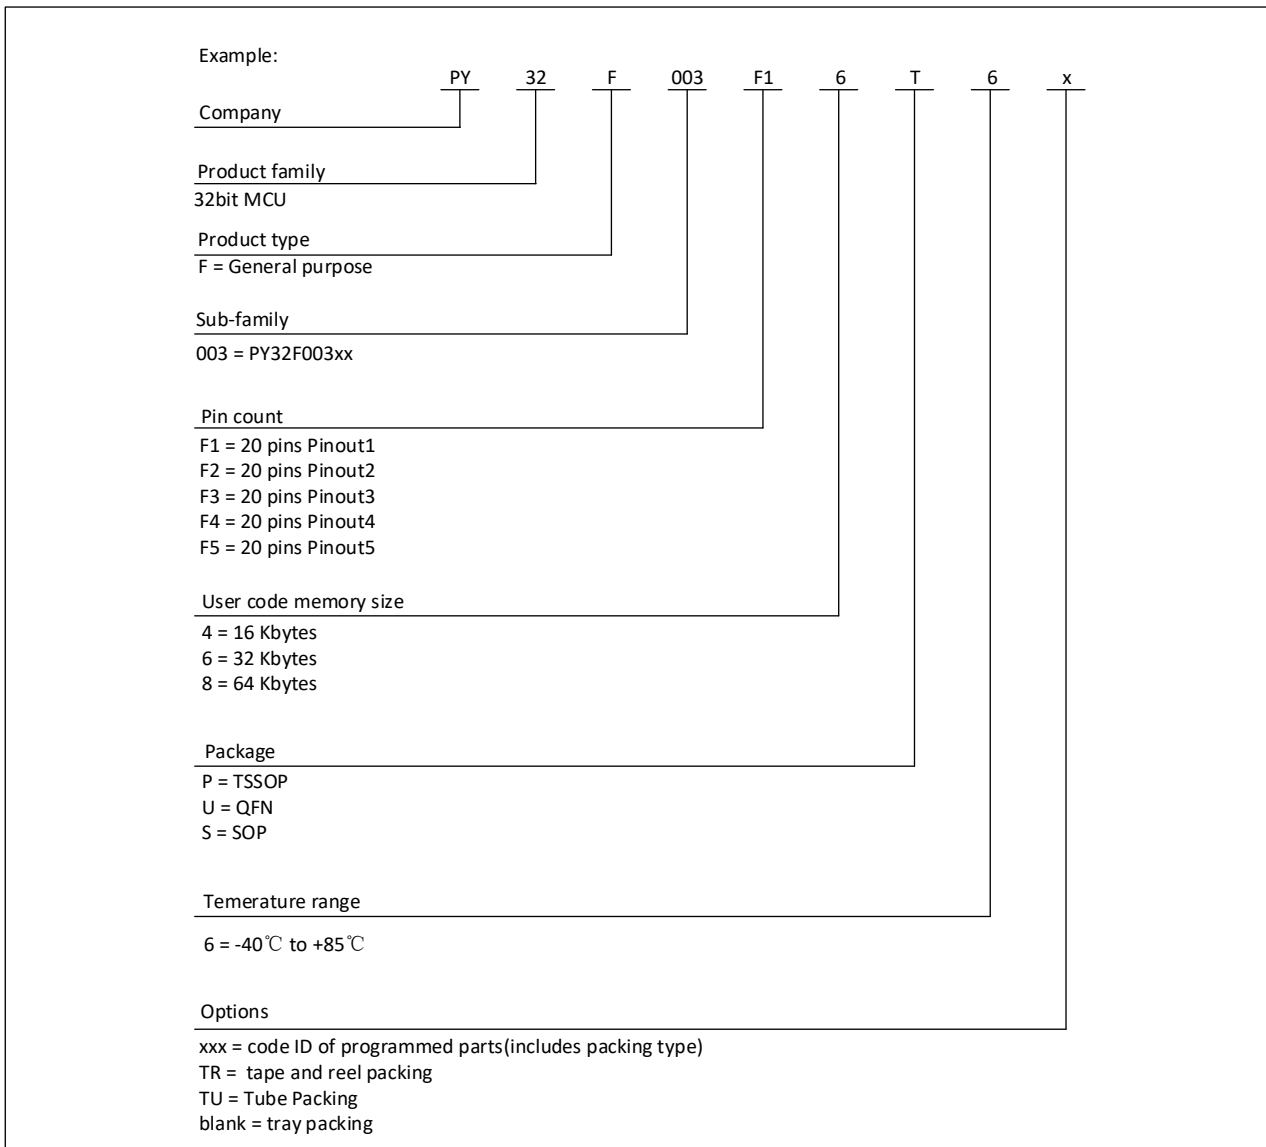 Example:
PY 32 F 003 F1 6 T 6 x
Company
Product family
32bit MCU
Product type
F = General purpose
Sub-family
003 = PY32F003xx
Pin count
F1 = 20 pins Pinout1
F2 = 20 pins Pinout2
F3 = 20 pins Pinout3
F4 = 20 pins Pinout4
F5 = 20 pins Pinout5
User code memory size
4 = 16 Kbytes
6 = 32 Kbytes
8 = 64 Kbytes
Package
P = TSSOP
U = QFN
S = SOP
Temerature range
6 = -40℃ to +85℃
Options
xxx = code ID of programmed parts(includes packing type)
TR = tape and reel packing
TU = Tube Packing
blank = tray packing